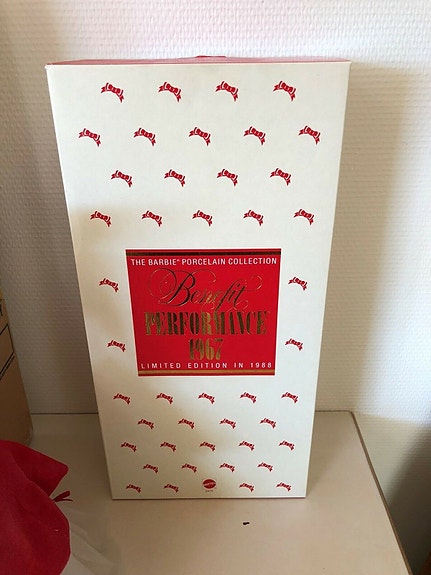 THE BARBIE® PORCELAIN COLLECTION
Benefit
PERFORMANCE
1967
LIMITED EDITION IN 1988